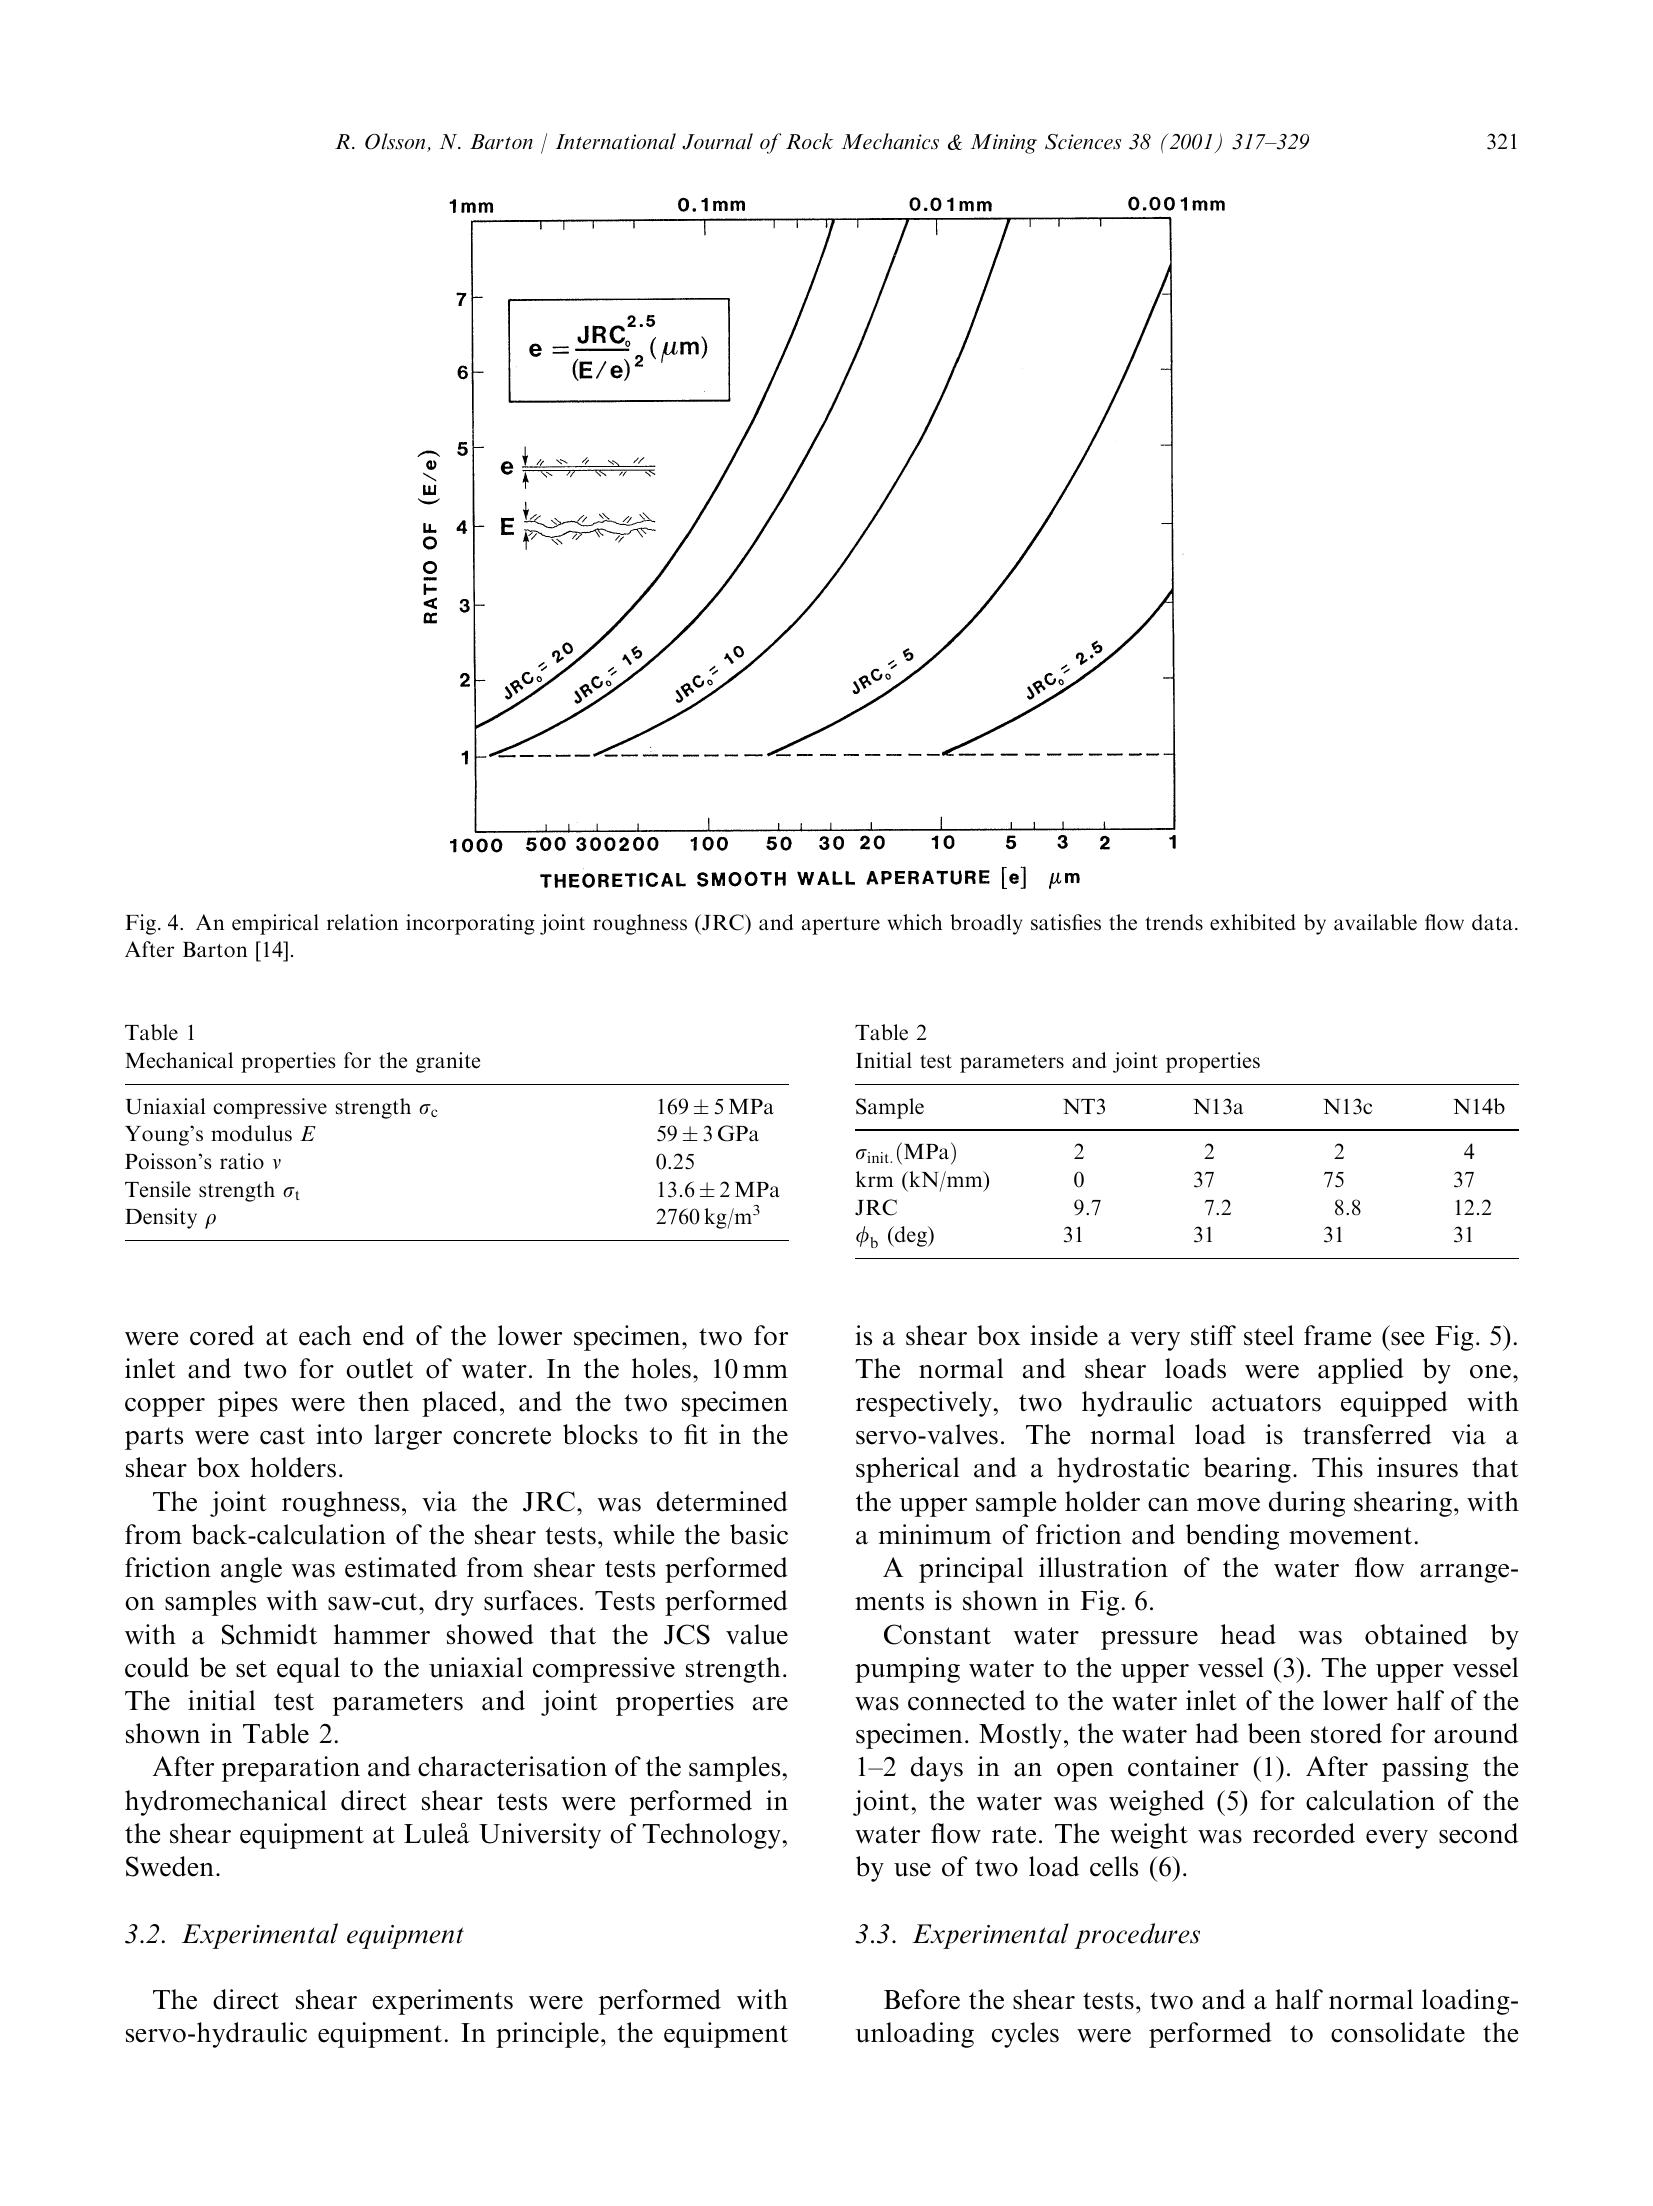 R. Olsson, N. Barton / International Journal of Rock Mechanics & Mining Sciences 38 (2001) 317–329
321
1mm 0.1mm 0.01mm 0.001mm
7
6
5
4
3
2
1
RATIO OF (E/e)
e = JRC₀^2.5 / (E/e)^2 (μm)
e
E
JRC₀= 20
JRC₀= 15
JRC₀= 10
JRC₀= 5
JRC₀= 2.5
1000 500 300 200 100 50 30 20 10 5 3 2 1
THEORETICAL SMOOTH WALL APERATURE [e] μm
Fig. 4. An empirical relation incorporating joint roughness (JRC) and aperture which broadly satisfies the trends exhibited by available flow data.
After Barton [14].
Table 1
Mechanical properties for the granite
Uniaxial compressive strength σc 169 ± 5 MPa
Young's modulus E 59 ± 3 GPa
Poisson's ratio ν 0.25
Tensile strength σt 13.6 ± 2 MPa
Density ρ 2760 kg/m³
Table 2
Initial test parameters and joint properties
Sample NT3 N13a N13c N14b
σinit. (MPa) 2 2 2 4
krm (kN/mm) 0 37 75 37
JRC 9.7 7.2 8.8 12.2
ϕb (deg) 31 31 31 31
were cored at each end of the lower specimen, two for
inlet and two for outlet of water. In the holes, 10 mm
copper pipes were then placed, and the two specimen
parts were cast into larger concrete blocks to fit in the
shear box holders.
The joint roughness, via the JRC, was determined
from back-calculation of the shear tests, while the basic
friction angle was estimated from shear tests performed
on samples with saw-cut, dry surfaces. Tests performed
with a Schmidt hammer showed that the JCS value
could be set equal to the uniaxial compressive strength.
The initial test parameters and joint properties are
shown in Table 2.
After preparation and characterisation of the samples,
hydromechanical direct shear tests were performed in
the shear equipment at Luleå University of Technology,
Sweden.
3.2. Experimental equipment
The direct shear experiments were performed with
servo-hydraulic equipment. In principle, the equipment
is a shear box inside a very stiff steel frame (see Fig. 5).
The normal and shear loads were applied by one,
respectively, two hydraulic actuators equipped with
servo-valves. The normal load is transferred via a
spherical and a hydrostatic bearing. This insures that
the upper sample holder can move during shearing, with
a minimum of friction and bending movement.
A principal illustration of the water flow arrange-
ments is shown in Fig. 6.
Constant water pressure head was obtained by
pumping water to the upper vessel (3). The upper vessel
was connected to the water inlet of the lower half of the
specimen. Mostly, the water had been stored for around
1–2 days in an open container (1). After passing the
joint, the water was weighed (5) for calculation of the
water flow rate. The weight was recorded every second
by use of two load cells (6).
3.3. Experimental procedures
Before the shear tests, two and a half normal loading-
unloading cycles were performed to consolidate the